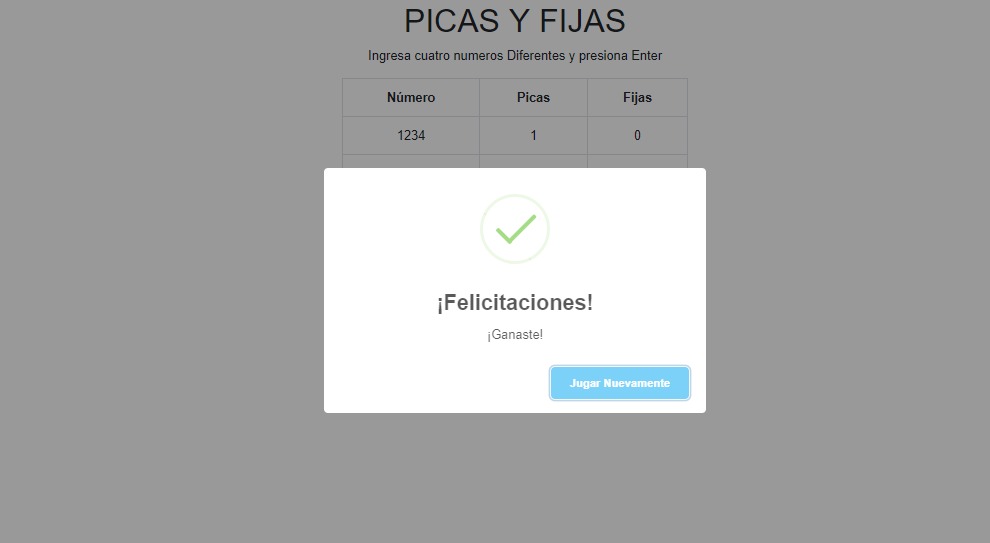 PICAS Y FIJAS
Ingresa cuatro numeros Diferentes y presiona Enter
Número Picas Fijas
1234 1 0
¡Felicitaciones!
¡Ganaste!
Jugar Nuevamente